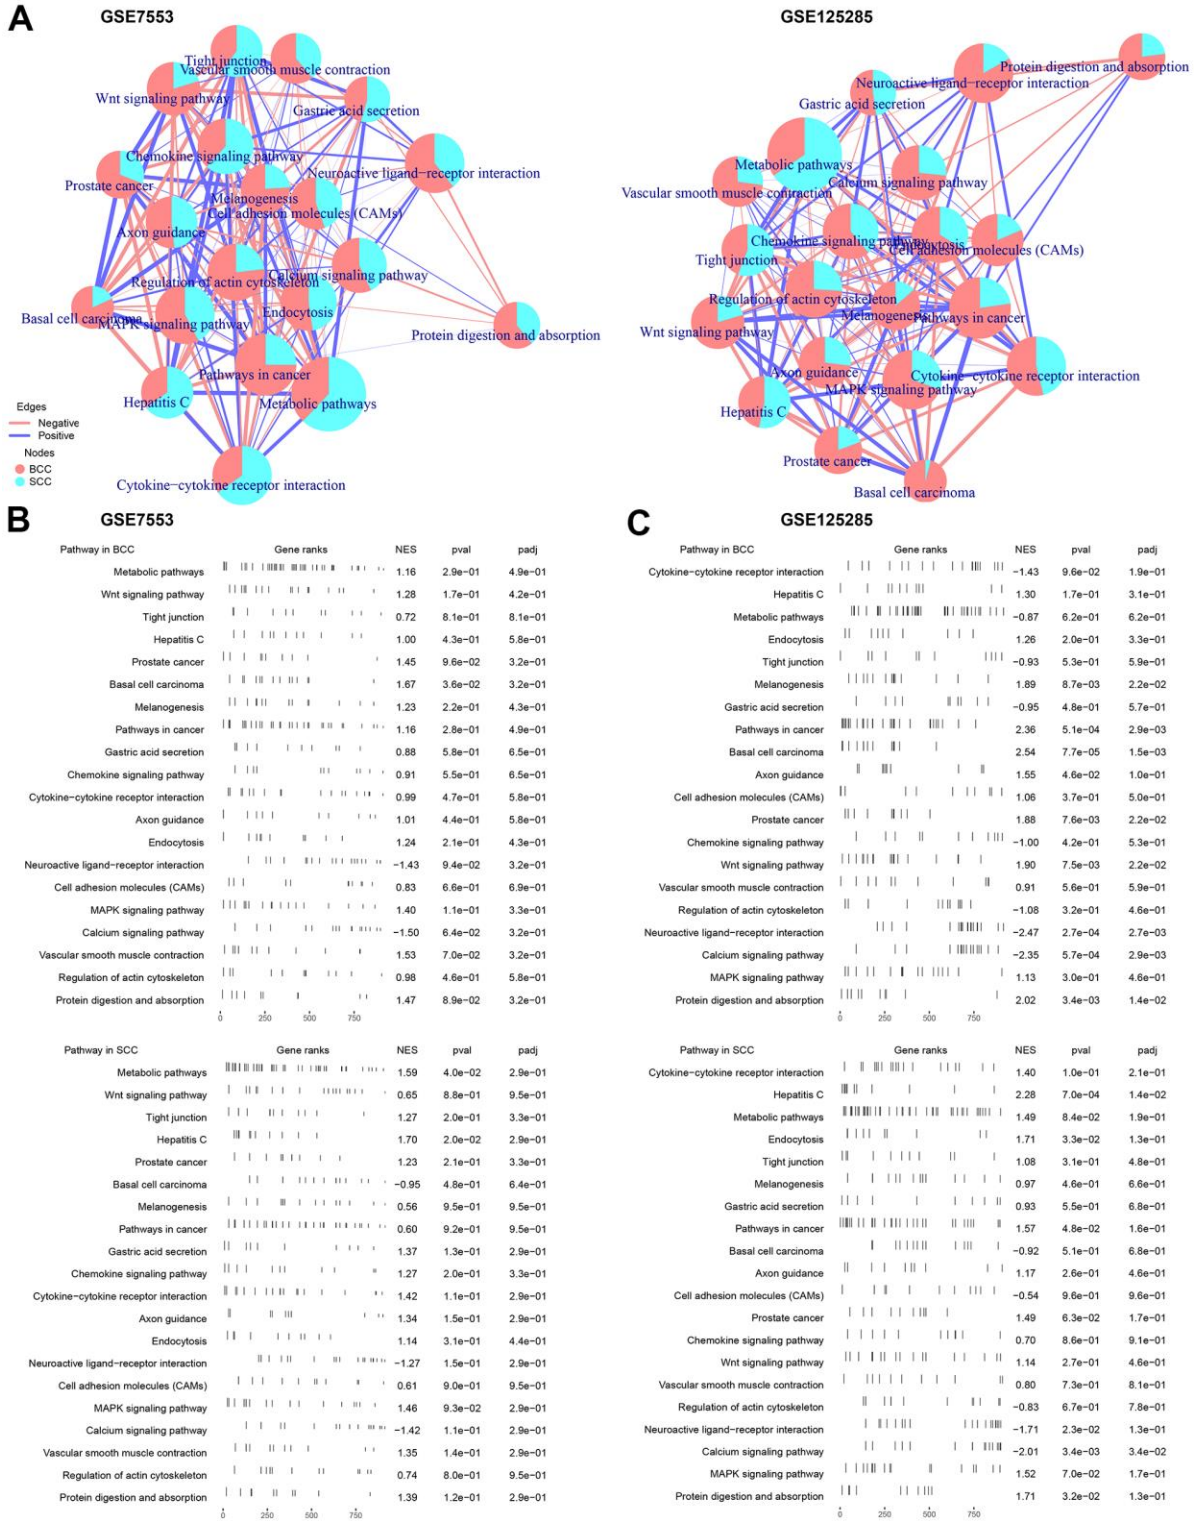 A
GSE7553
GSE125285
Tight junction
Vascular smooth muscle contraction
Wnt signaling pathway
Gastric acid secretion
Chemokine signaling pathway
Neuroactive ligand−receptor interaction
Prostate cancer
Melanogenesis
Cell adhesion molecules (CAMs)
Axon guidance
Calcium signaling pathway
Regulation of actin cytoskeleton
Endocytosis
Basal cell carcinoma
MAPK signaling pathway
Protein digestion and absorption
Pathways in cancer
Hepatitis C
Metabolic pathways
Cytokine−cytokine receptor interaction
Edges
Negative
Positive
Nodes
BCC
SCC
Protein digestion and absorption
Neuroactive ligand−receptor interaction
Gastric acid secretion
Metabolic pathways
Calcium signaling pathway
Vascular smooth muscle contraction
Chemokine signaling pathway
Endocytosis
Cell adhesion molecules (CAMs)
Tight junction
Regulation of actin cytoskeleton
Melanogenesis
Pathways in cancer
Wnt signaling pathway
Axon guidance
Cytokine−cytokine receptor interaction
MAPK signaling pathway
Hepatitis C
Prostate cancer
Basal cell carcinoma
B
GSE7553
Pathway in BCC Gene ranks NES pval padj
Metabolic pathways 1.16 2.9e−01 4.9e−01
Wnt signaling pathway 1.28 1.7e−01 4.2e−01
Tight junction 0.72 8.1e−01 8.1e−01
Hepatitis C 1.00 4.3e−01 5.8e−01
Prostate cancer 1.45 9.6e−02 3.2e−01
Basal cell carcinoma 1.67 3.6e−02 3.2e−01
Melanogenesis 1.23 2.2e−01 4.3e−01
Pathways in cancer 1.16 2.8e−01 4.9e−01
Gastric acid secretion 0.88 5.8e−01 6.5e−01
Chemokine signaling pathway 0.91 5.5e−01 6.5e−01
Cytokine−cytokine receptor interaction 0.99 4.7e−01 5.8e−01
Axon guidance 1.01 4.4e−01 5.8e−01
Endocytosis 1.24 2.1e−01 4.3e−01
Neuroactive ligand−receptor interaction −1.43 9.4e−02 3.2e−01
Cell adhesion molecules (CAMs) 0.83 6.6e−01 6.9e−01
MAPK signaling pathway 1.40 1.1e−01 3.3e−01
Calcium signaling pathway −1.50 6.4e−02 3.2e−01
Vascular smooth muscle contraction 1.53 7.0e−02 3.2e−01
Regulation of actin cytoskeleton 0.98 4.6e−01 5.8e−01
Protein digestion and absorption 1.47 8.9e−02 3.2e−01
0 250 500 750
Pathway in SCC Gene ranks NES pval padj
Metabolic pathways 1.59 4.0e−02 2.9e−01
Wnt signaling pathway 0.65 8.8e−01 9.5e−01
Tight junction 1.27 2.0e−01 3.3e−01
Hepatitis C 1.70 2.0e−02 2.9e−01
Prostate cancer 1.23 2.1e−01 3.3e−01
Basal cell carcinoma −0.95 4.8e−01 6.4e−01
Melanogenesis 0.56 9.5e−01 9.5e−01
Pathways in cancer 0.60 9.2e−01 9.5e−01
Gastric acid secretion 1.37 1.3e−01 2.9e−01
Chemokine signaling pathway 1.27 2.0e−01 3.3e−01
Cytokine−cytokine receptor interaction 1.42 1.1e−01 2.9e−01
Axon guidance 1.34 1.5e−01 2.9e−01
Endocytosis 1.14 3.1e−01 4.4e−01
Neuroactive ligand−receptor interaction −1.27 1.5e−01 2.9e−01
Cell adhesion molecules (CAMs) 0.61 9.0e−01 9.5e−01
MAPK signaling pathway 1.46 9.3e−02 2.9e−01
Calcium signaling pathway −1.42 1.1e−01 2.9e−01
Vascular smooth muscle contraction 1.35 1.4e−01 2.9e−01
Regulation of actin cytoskeleton 0.74 8.0e−01 9.5e−01
Protein digestion and absorption 1.39 1.2e−01 2.9e−01
0 250 500 750
C
GSE125285
Pathway in BCC Gene ranks NES pval padj
Cytokine−cytokine receptor interaction −1.43 9.6e−02 1.9e−01
Hepatitis C 1.30 1.7e−01 3.1e−01
Metabolic pathways −0.87 6.2e−01 6.2e−01
Endocytosis 1.26 2.0e−01 3.3e−01
Tight junction −0.93 5.3e−01 5.9e−01
Melanogenesis 1.89 8.7e−03 2.2e−02
Gastric acid secretion −0.95 4.8e−01 5.7e−01
Pathways in cancer 2.36 5.1e−04 2.9e−03
Basal cell carcinoma 2.54 7.7e−05 1.5e−03
Axon guidance 1.55 4.6e−02 1.0e−01
Cell adhesion molecules (CAMs) 1.06 3.7e−01 5.0e−01
Prostate cancer 1.88 7.6e−03 2.2e−02
Chemokine signaling pathway −1.00 4.2e−01 5.3e−01
Wnt signaling pathway 1.90 7.5e−03 2.2e−02
Vascular smooth muscle contraction 0.91 5.6e−01 5.9e−01
Regulation of actin cytoskeleton −1.08 3.2e−01 4.6e−01
Neuroactive ligand−receptor interaction −2.47 2.7e−04 2.7e−03
Calcium signaling pathway −2.35 5.7e−04 2.9e−03
MAPK signaling pathway 1.13 3.0e−01 4.6e−01
Protein digestion and absorption 2.02 3.4e−03 1.4e−02
0 250 500 750
Pathway in SCC Gene ranks NES pval padj
Cytokine−cytokine receptor interaction 1.40 1.0e−01 2.1e−01
Hepatitis C 2.28 7.0e−04 1.4e−02
Metabolic pathways 1.49 8.4e−02 1.9e−01
Endocytosis 1.71 3.3e−02 1.3e−01
Tight junction 1.08 3.1e−01 4.8e−01
Melanogenesis 0.97 4.6e−01 6.6e−01
Gastric acid secretion 0.93 5.5e−01 6.8e−01
Pathways in cancer 1.57 4.8e−02 1.6e−01
Basal cell carcinoma −0.92 5.1e−01 6.8e−01
Axon guidance 1.17 2.6e−01 4.6e−01
Cell adhesion molecules (CAMs) −0.54 9.6e−01 9.6e−01
Prostate cancer 1.49 6.3e−02 1.7e−01
Chemokine signaling pathway 0.70 8.6e−01 9.1e−01
Wnt signaling pathway 1.14 2.7e−01 4.6e−01
Vascular smooth muscle contraction 0.80 7.3e−01 8.1e−01
Regulation of actin cytoskeleton −0.83 6.7e−01 7.8e−01
Neuroactive ligand−receptor interaction −1.71 2.3e−02 1.3e−01
Calcium signaling pathway −2.01 3.4e−03 3.4e−02
MAPK signaling pathway 1.52 7.0e−02 1.7e−01
Protein digestion and absorption 1.71 3.2e−02 1.3e−01
0 250 500 750